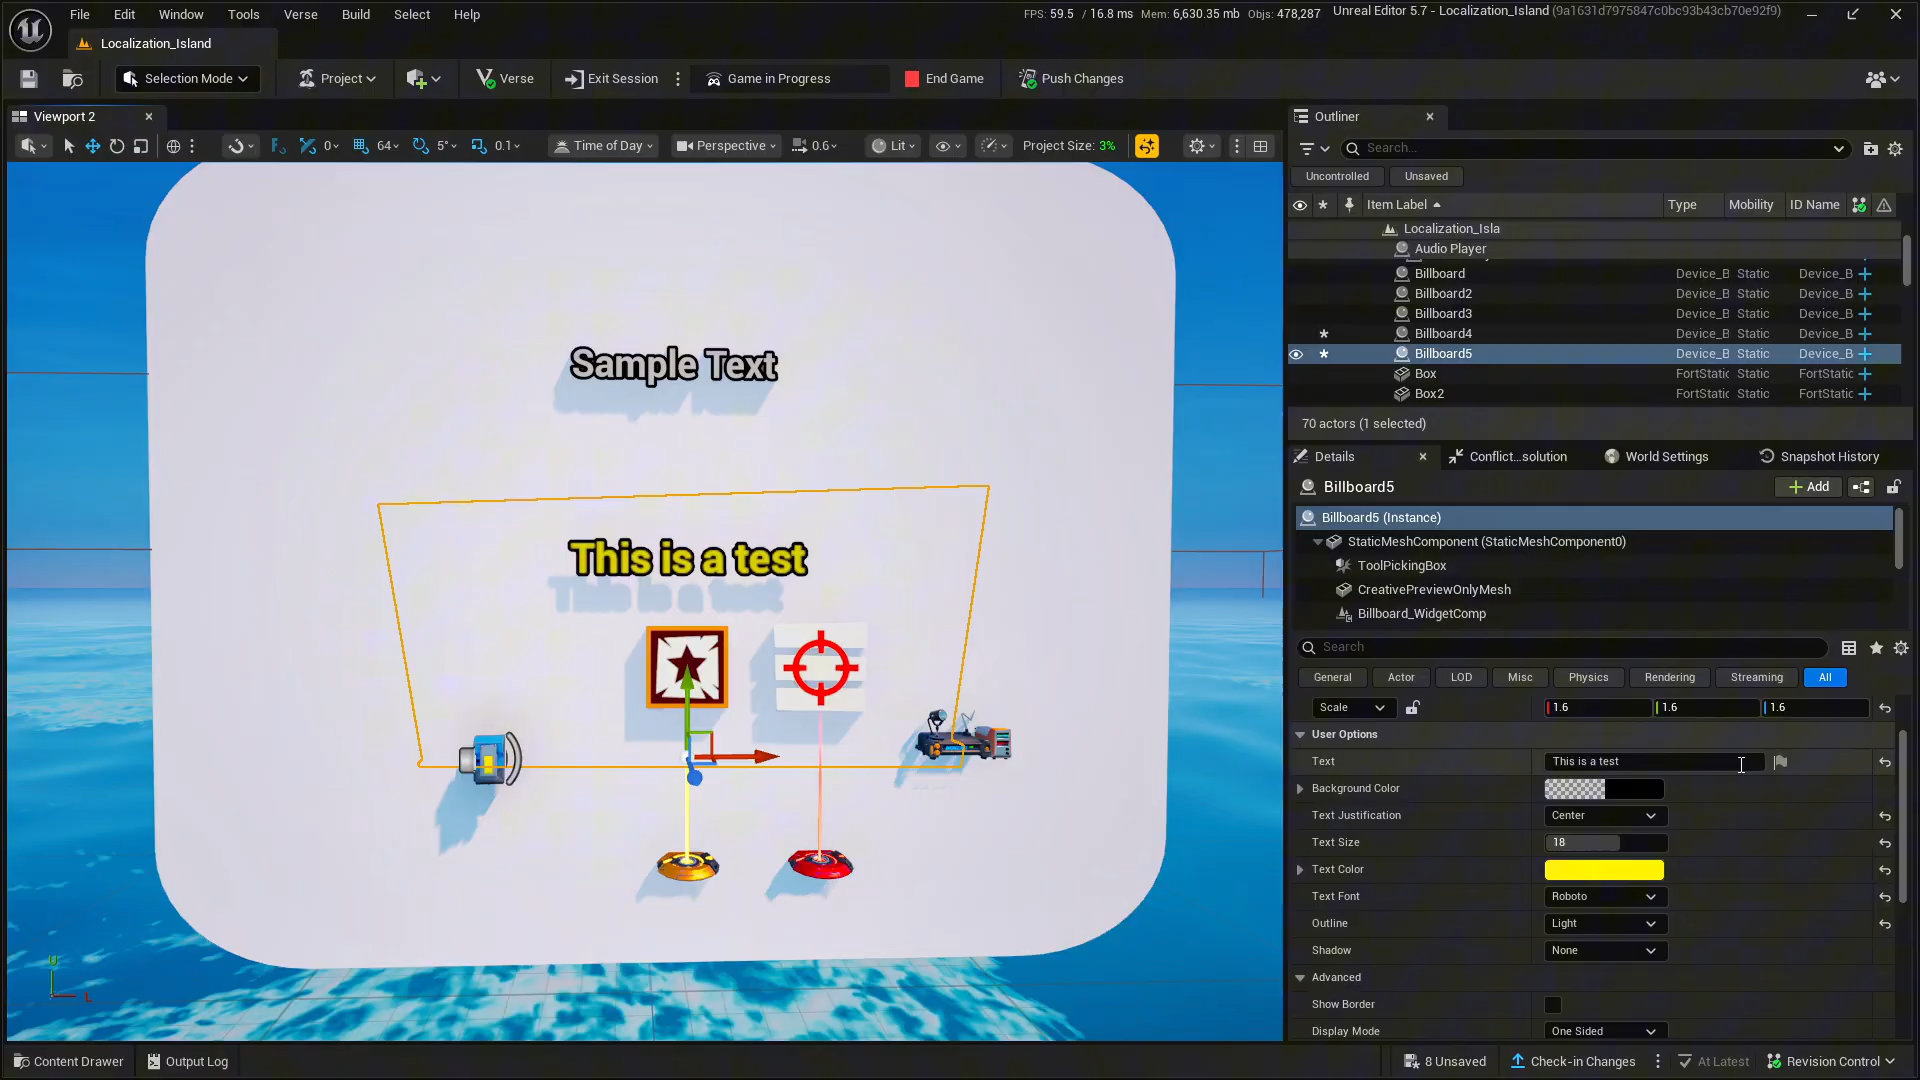 File Edit Window Tools Verse Build Select Help
FPS: 59.5 / 16.8 ms Mem: 6,630.35 mb Objs: 478,287 Unreal Editor 5.7 - Localization_Island (9a1631d7975847c0bc93b43cb70e92f9)
Localization_Island
Selection Mode Project Verse Exit Session Game in Progress End Game Push Changes
Viewport 2
0 64 5° 0.1 Time of Day Perspective 0.6 Lit Project Size: 3%
Sample Text
This is a test
Outliner
Search...
Uncontrolled Unsaved
Item Label Type Mobility ID Name
Localization_Isla
Audio Player
Billboard Device_B Static Device_B
Billboard2 Device_B Static Device_B
Billboard3 Device_B Static Device_B
Billboard4 Device_B Static Device_B
Billboard5 Device_B Static Device_B
Box FortStatic Static FortStatic
Box2 FortStatic Static FortStatic
70 actors (1 selected)
Details Conflict...solution World Settings Snapshot History
Billboard5 Add
Billboard5 (Instance)
StaticMeshComponent (StaticMeshComponent0)
ToolPickingBox
CreativePreviewOnlyMesh
Billboard_WidgetComp
Search
General Actor LOD Misc Physics Rendering Streaming All
Scale 1.6 1.6 1.6
User Options
Text This is a test
Background Color
Text Justification Center
Text Size 18
Text Color
Text Font Roboto
Outline Light
Shadow None
Advanced
Show Border
Display Mode One Sided
Content Drawer Output Log 8 Unsaved Check-in Changes At Latest Revision Control